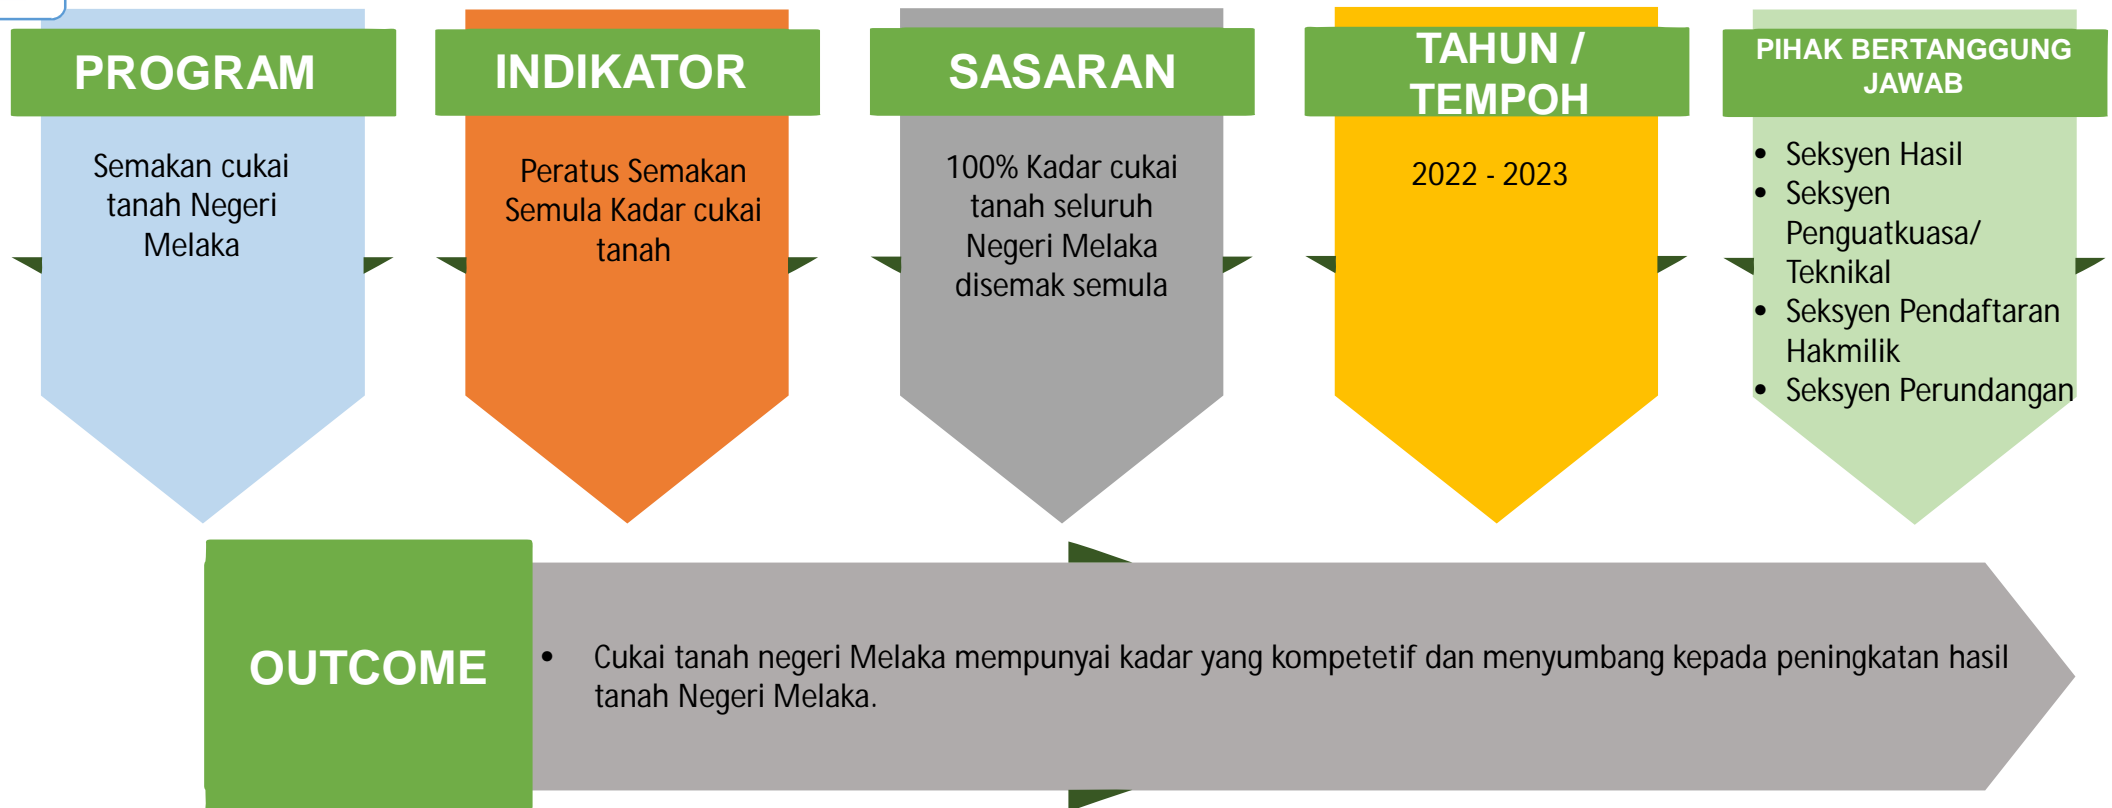 PROGRAM
Semakan cukai
tanah Negeri
Melaka
INDIKATOR
Peratus Semakan
Semula Kadar cukai
tanah
SASARAN
100% Kadar cukai
tanah seluruh
Negeri Melaka
disemak semula
TAHUN /
TEMPOH
2022 - 2023
PIHAK BERTANGGUNG
JAWAB
• Seksyen Hasil
• Seksyen
Penguatkuasa/
Teknikal
• Seksyen Pendaftaran
Hakmilik
• Seksyen Perundangan
OUTCOME
• Cukai tanah negeri Melaka mempunyai kadar yang kompetetif dan menyumbang kepada peningkatan hasil
tanah Negeri Melaka.